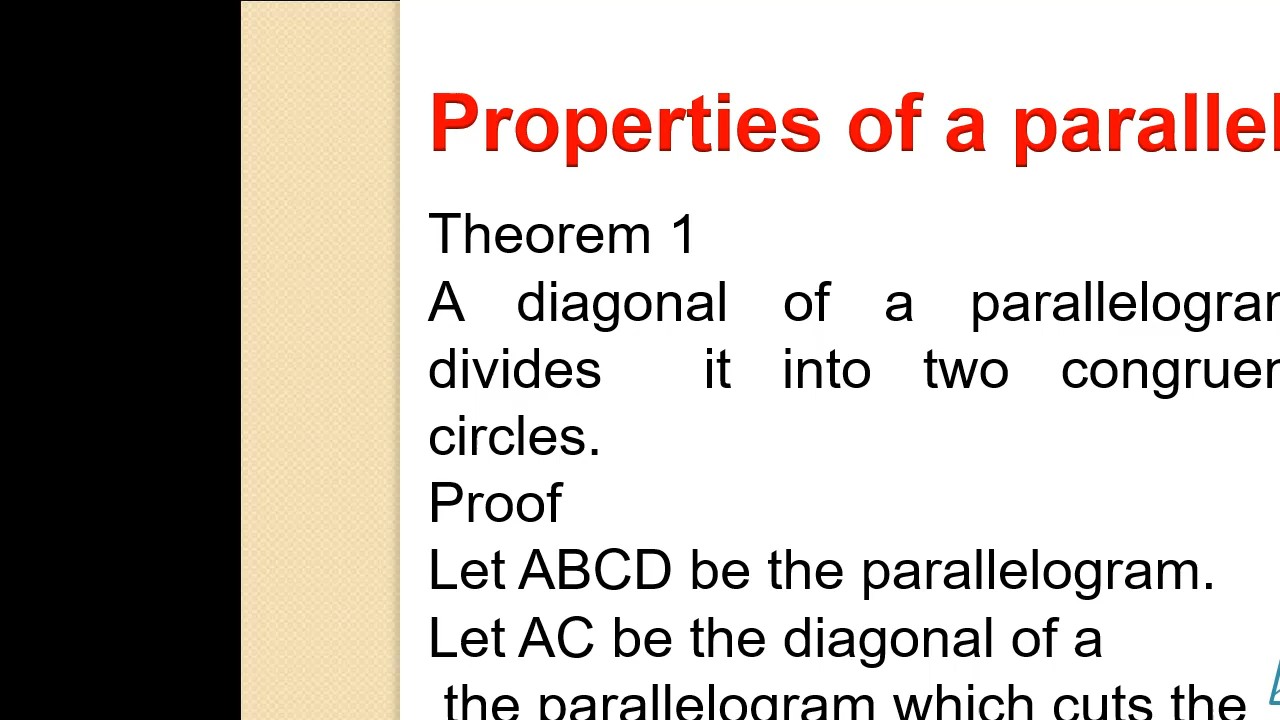 Properties of a parallel
Theorem 1
A diagonal of a parallelogram
divides it into two congruen
circles.
Proof
Let ABCD be the parallelogram.
Let AC be the diagonal of a
the parallelogram which cuts the